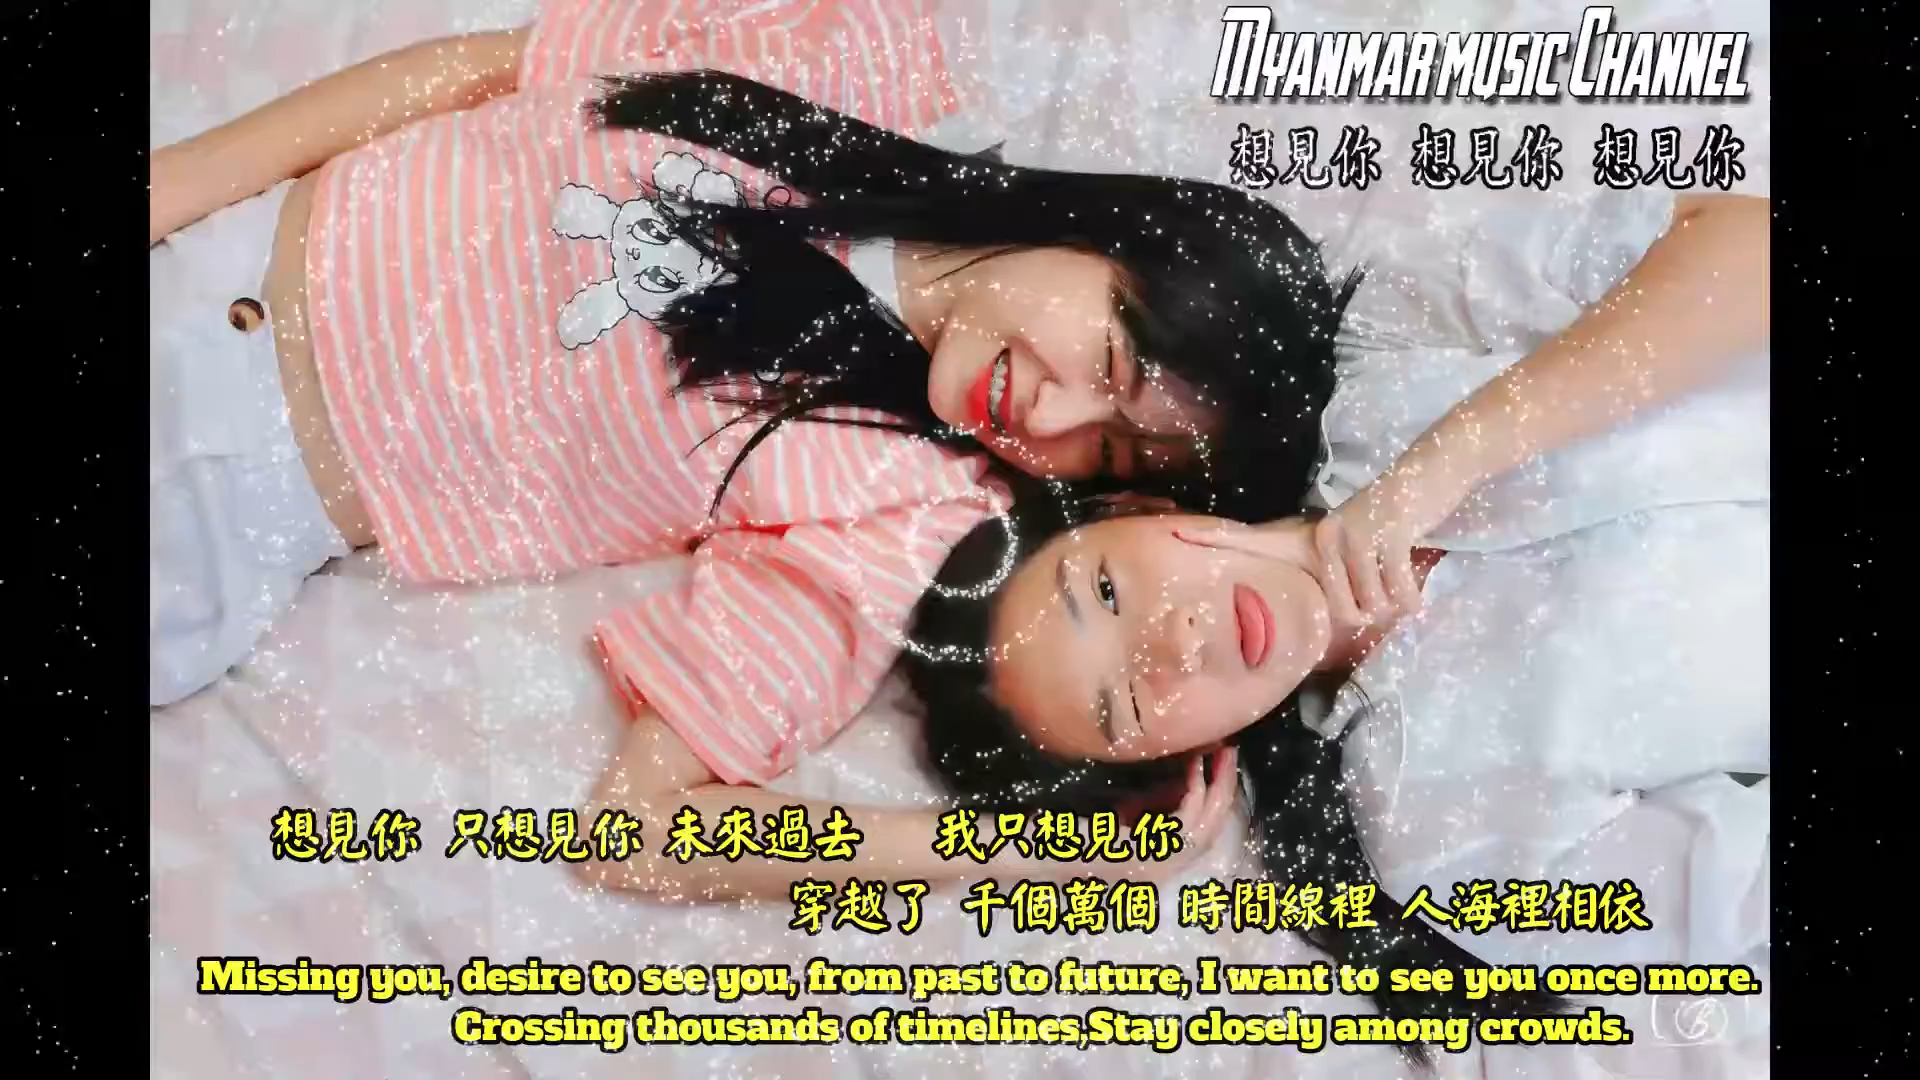 Myanmar music Channel
想見你 想見你 想見你
想見你 只想見你 未來過去 我只想見你
穿越了 千個萬個 時間線裡 人海裡相依
Missing you, desire to see you, from past to future, I want to see you once more.
Crossing thousands of timelines,Stay closely among crowds.